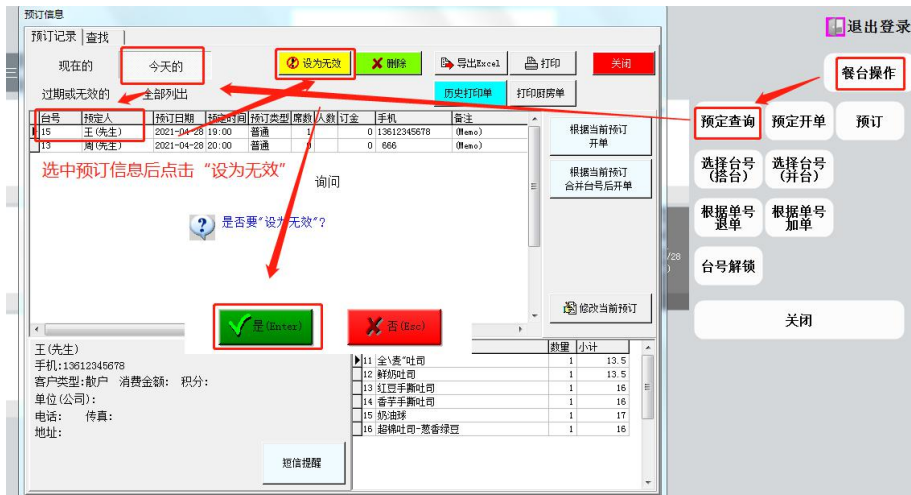 预订信息
预订记录 查找
现在的 今天的 设为无效 删除 导出Excel 打印 关闭
过期或无效的 全部列出 历史打印单 打印厨房单
台号 预定人 预订日期 预定时间 预订类型 席数 人数 订金 手机 备注
15 王(先生) 2021-04-28 19:00 普通 1 0 13612345678 (Memo)
13 周(先生) 2021-04-28 20:00 普通 0 666 (Memo)
选中预订信息后点击“设为无效”
询问
是否要"设为无效"?
是(Enter) 否(Esc)
根据当前预订
开单
根据当前预订
合并台号后开单
修改当前预订
王(先生)
手机:13612345678
客户类型:散户 消费金额: 积分:
单位(公司):
电话: 传真:
地址:
短信提醒
数量 小计
11 全\麦"吐司 1 13.5
12 鲜奶吐司 1 13.5
13 红豆手撕吐司 1 16
14 香芋手撕吐司 1 16
15 奶油球 1 17
16 超棉吐司-葱香绿豆 1 16
退出登录
餐台操作
预定查询 预定开单 预订
选择台号
(搭台)
选择台号
(并台)
根据单号
退单
根据单号
加单
台号解锁
关闭